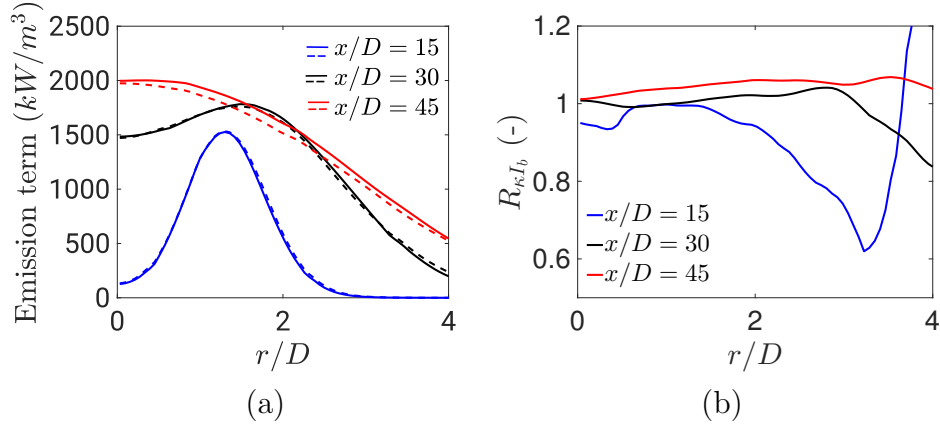 Emission term (kW/m³)
2500
2000
1500
1000
500
0
x/D = 15
x/D = 30
x/D = 45
0
2
4
r/D
(a)
R_{κI_b} (-)
1.2
1
0.8
0.6
x/D = 15
x/D = 30
x/D = 45
0
2
4
r/D
(b)